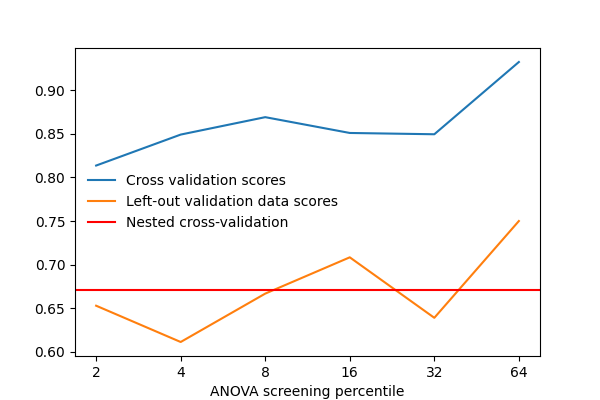 0.90
0.85
0.80
0.75
0.70
0.65
0.60
Cross validation scores
Left-out validation data scores
Nested cross-validation
2 4 8 16 32 64
ANOVA screening percentile